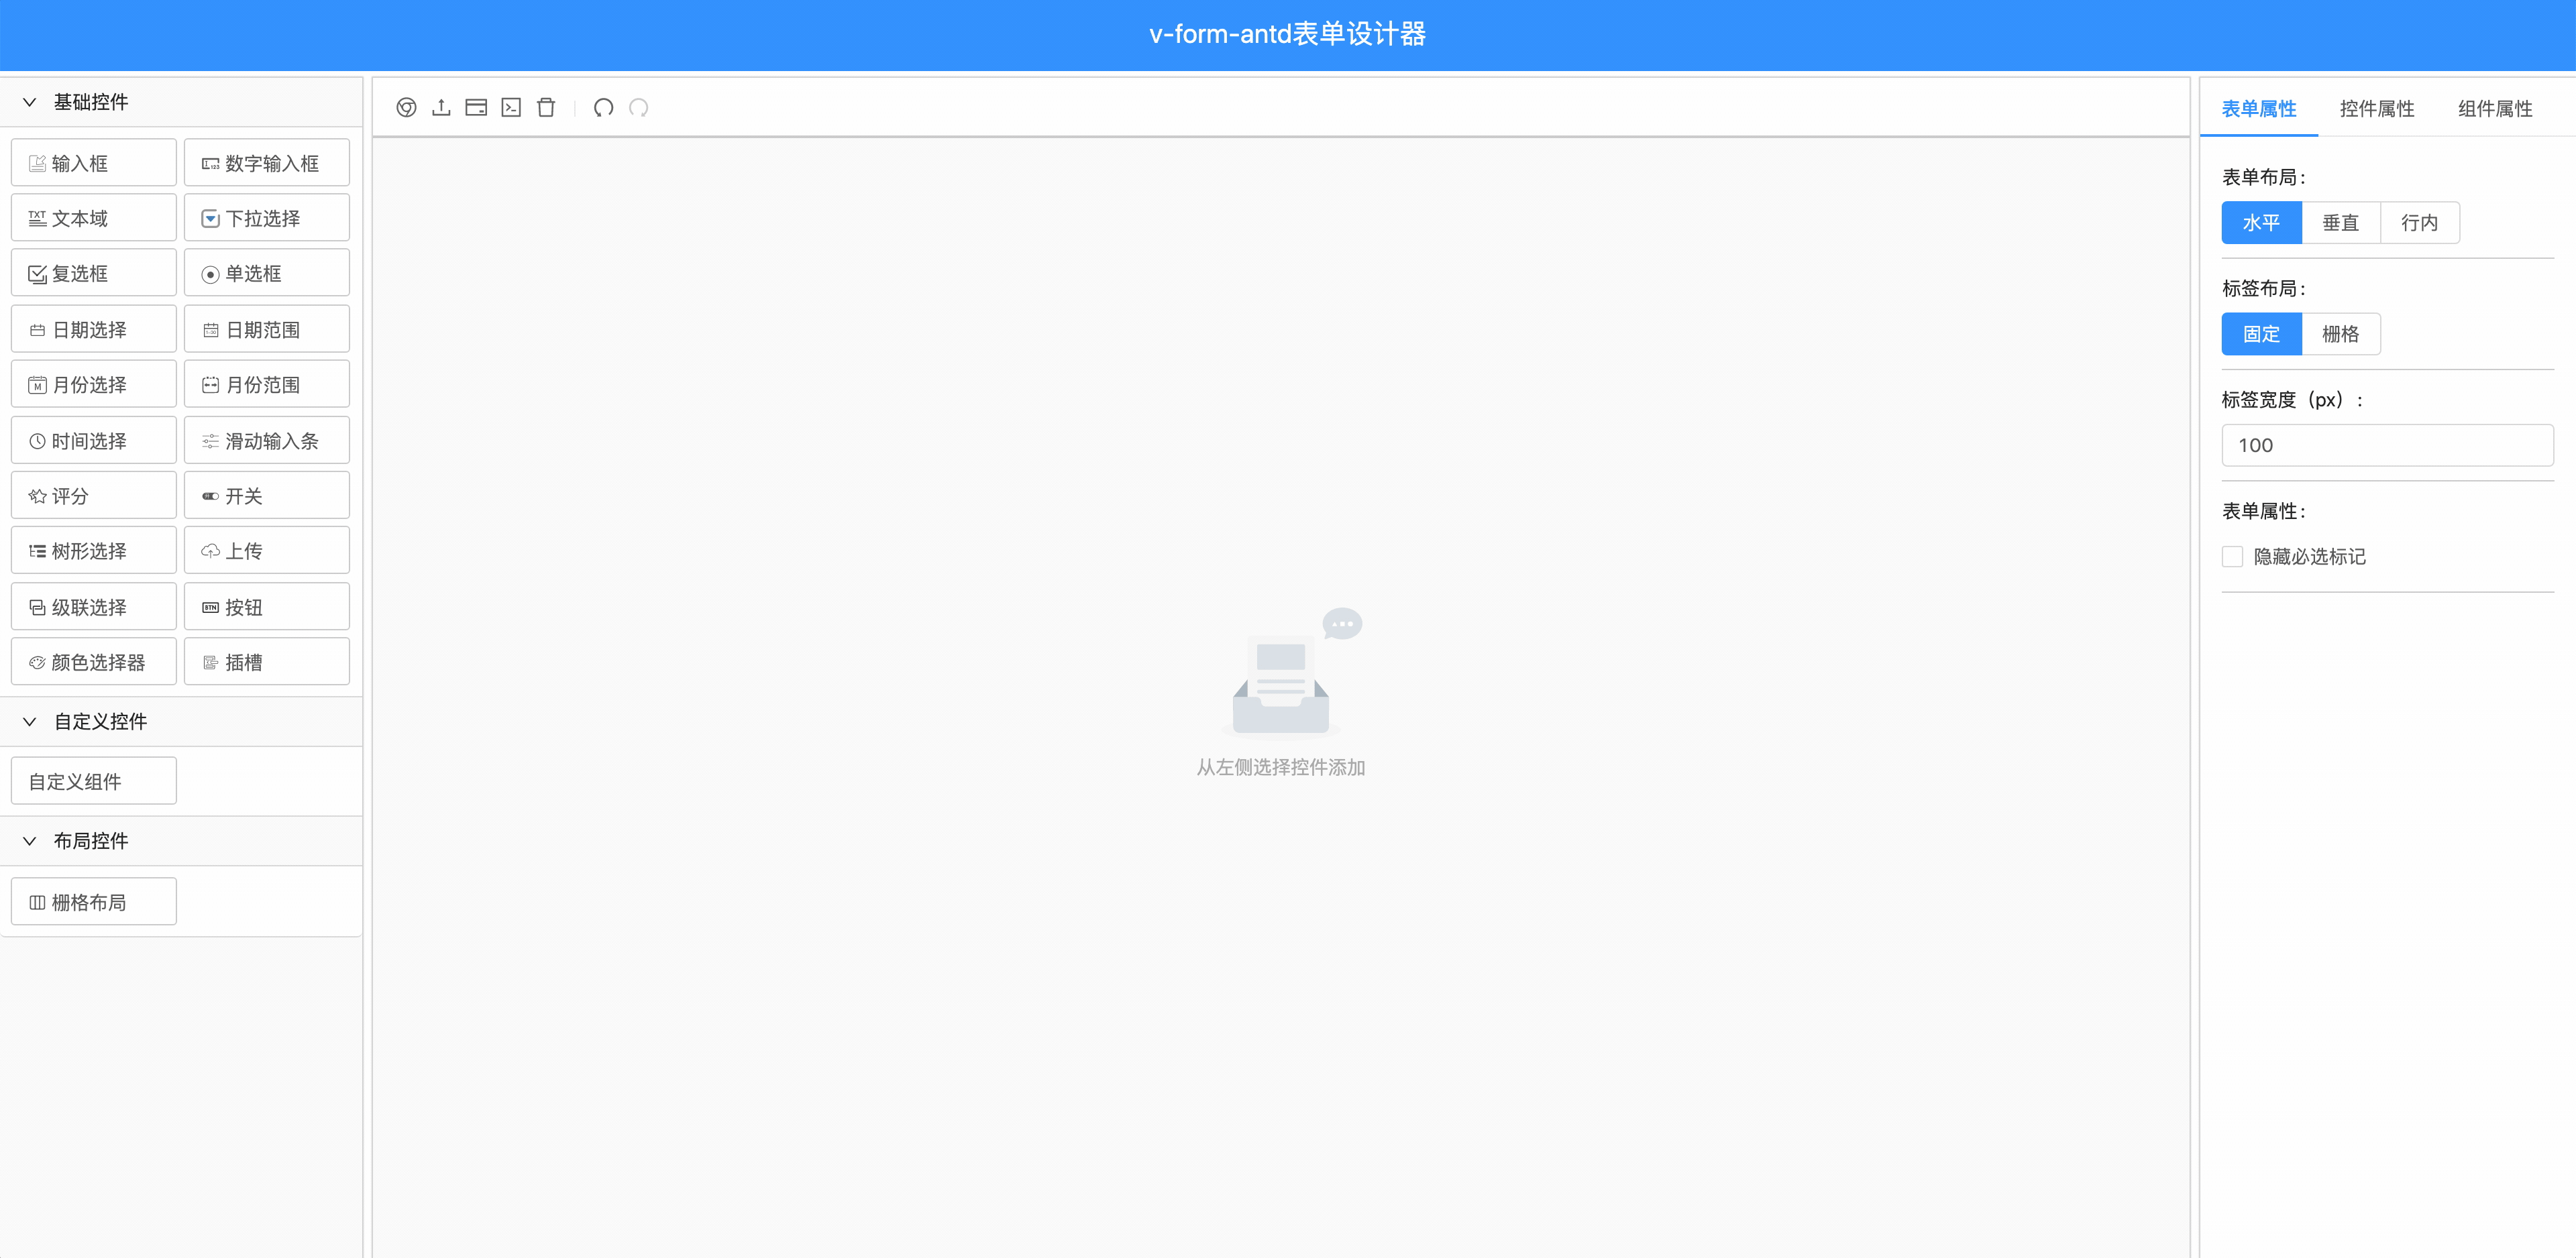 v-form-antd表单设计器
基础控件
输入框
数字输入框
TXT 文本域
下拉选择
复选框
单选框
日期选择
日期范围
M 月份选择
月份范围
时间选择
滑动输入条
评分
开关
树形选择
上传
级联选择
BTN 按钮
颜色选择器
插槽
自定义控件
自定义组件
布局控件
栅格布局
从左侧选择控件添加
表单属性 控件属性 组件属性
表单布局:
水平 垂直 行内
标签布局:
固定 栅格
标签宽度（px）:
100
表单属性:
隐藏必选标记